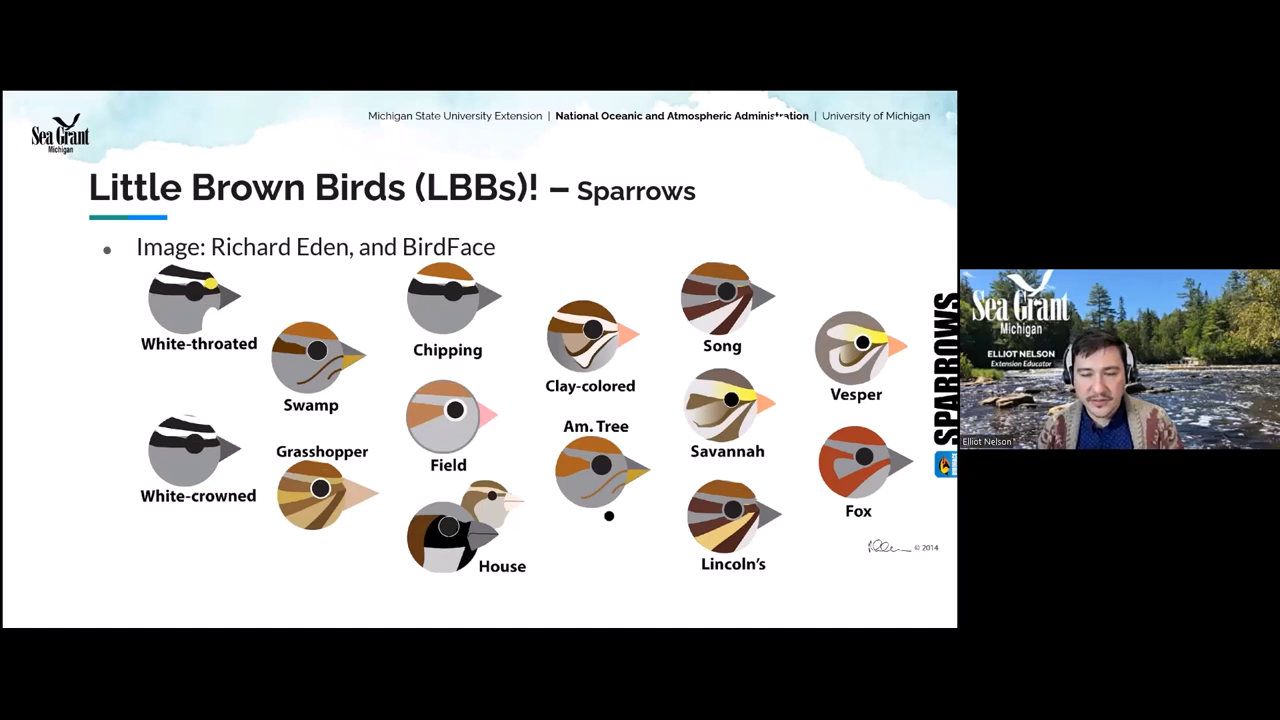 Sea Grant
Michigan
Michigan State University Extension | National Oceanic and Atmospheric Administration | University of Michigan
Little Brown Birds (LBBs)! – Sparrows
• Image: Richard Eden, and BirdFace
White-throated
Swamp
Chipping
Clay-colored
Song
Vesper
White-crowned
Grasshopper
Field
Am. Tree
Savannah
House
Lincoln's
Fox
© 2014
SPARROWS
Sea Grant
Michigan
ELLIOT NELSON
Extension Educator
Elliot Nelson